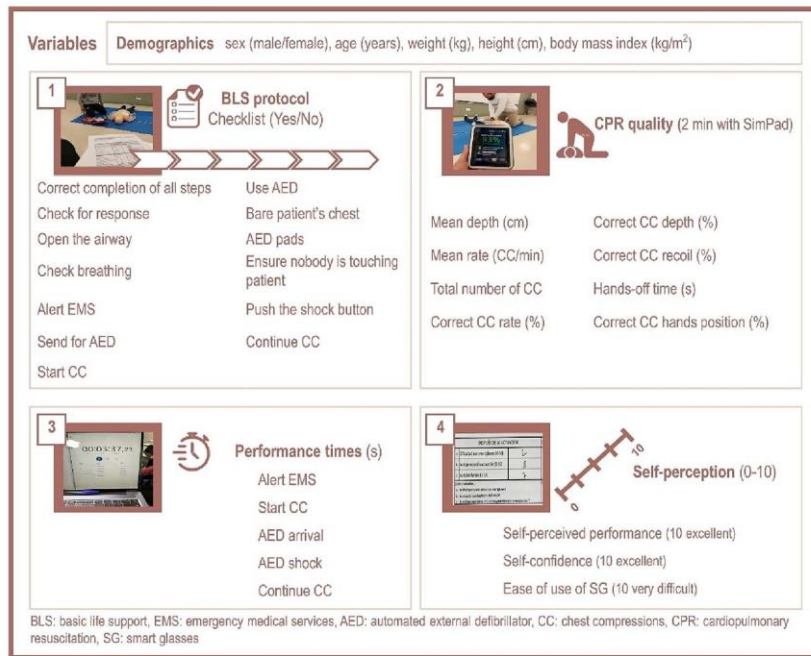 Variables
Demographics sex (male/female), age (years), weight (kg), height (cm), body mass index (kg/m²)
1
BLS protocol
Checklist (Yes/No)
Correct completion of all steps
Check for response
Open the airway
Check breathing
Alert EMS
Send for AED
Start CC
Use AED
Bare patient's chest
AED pads
Ensure nobody is touching
patient
Push the shock button
Continue CC
2
CPR quality (2 min with SimPad)
Mean depth (cm)
Mean rate (CC/min)
Total number of CC
Correct CC rate (%)
Correct CC depth (%)
Correct CC recoil (%)
Hands-off time (s)
Correct CC hands position (%)
3
Performance times (s)
Alert EMS
Start CC
AED arrival
AED shock
Continue CC
4
0
10
Self-perception (0-10)
Self-perceived performance (10 excellent)
Self-confidence (10 excellent)
Ease of use of SG (10 very difficult)
BLS: basic life support, EMS: emergency medical services, AED: automated external defibrillator, CC: chest compressions, CPR: cardiopulmonary
resuscitation, SG: smart glasses